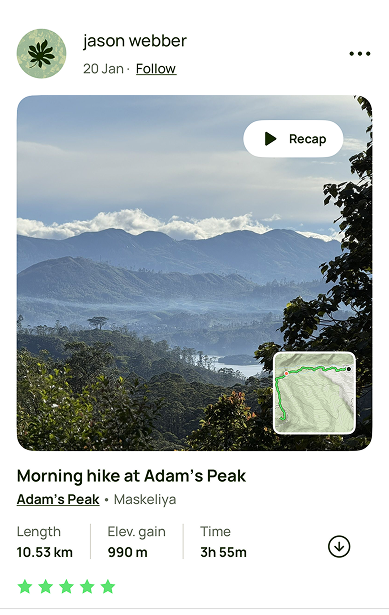 jason webber
20 Jan · Follow
Recap
Morning hike at Adam's Peak
Adam's Peak • Maskeliya
Length Elev. gain Time
10.53 km 990 m 3h 55m